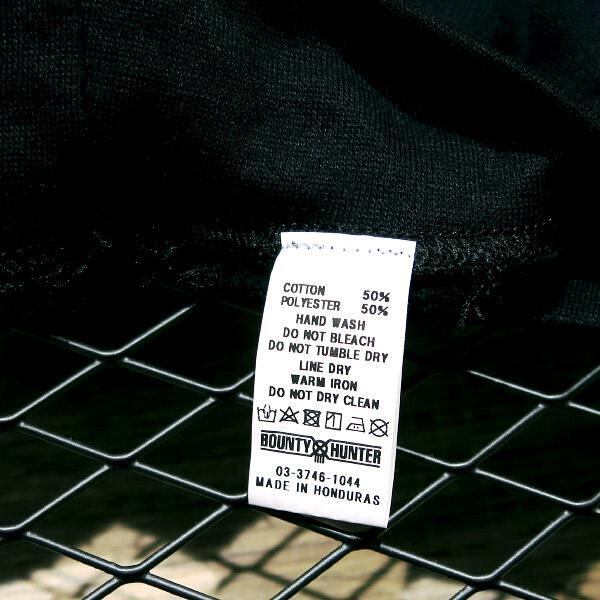 COTTON 50%
POLYESTER 50%
HAND WASH
DO NOT BLEACH
DO NOT TUMBLE DRY
LINE DRY
WARM IRON
DO NOT DRY CLEAN
BOUNTY HUNTER
03-3746-1044
MADE IN HONDURAS